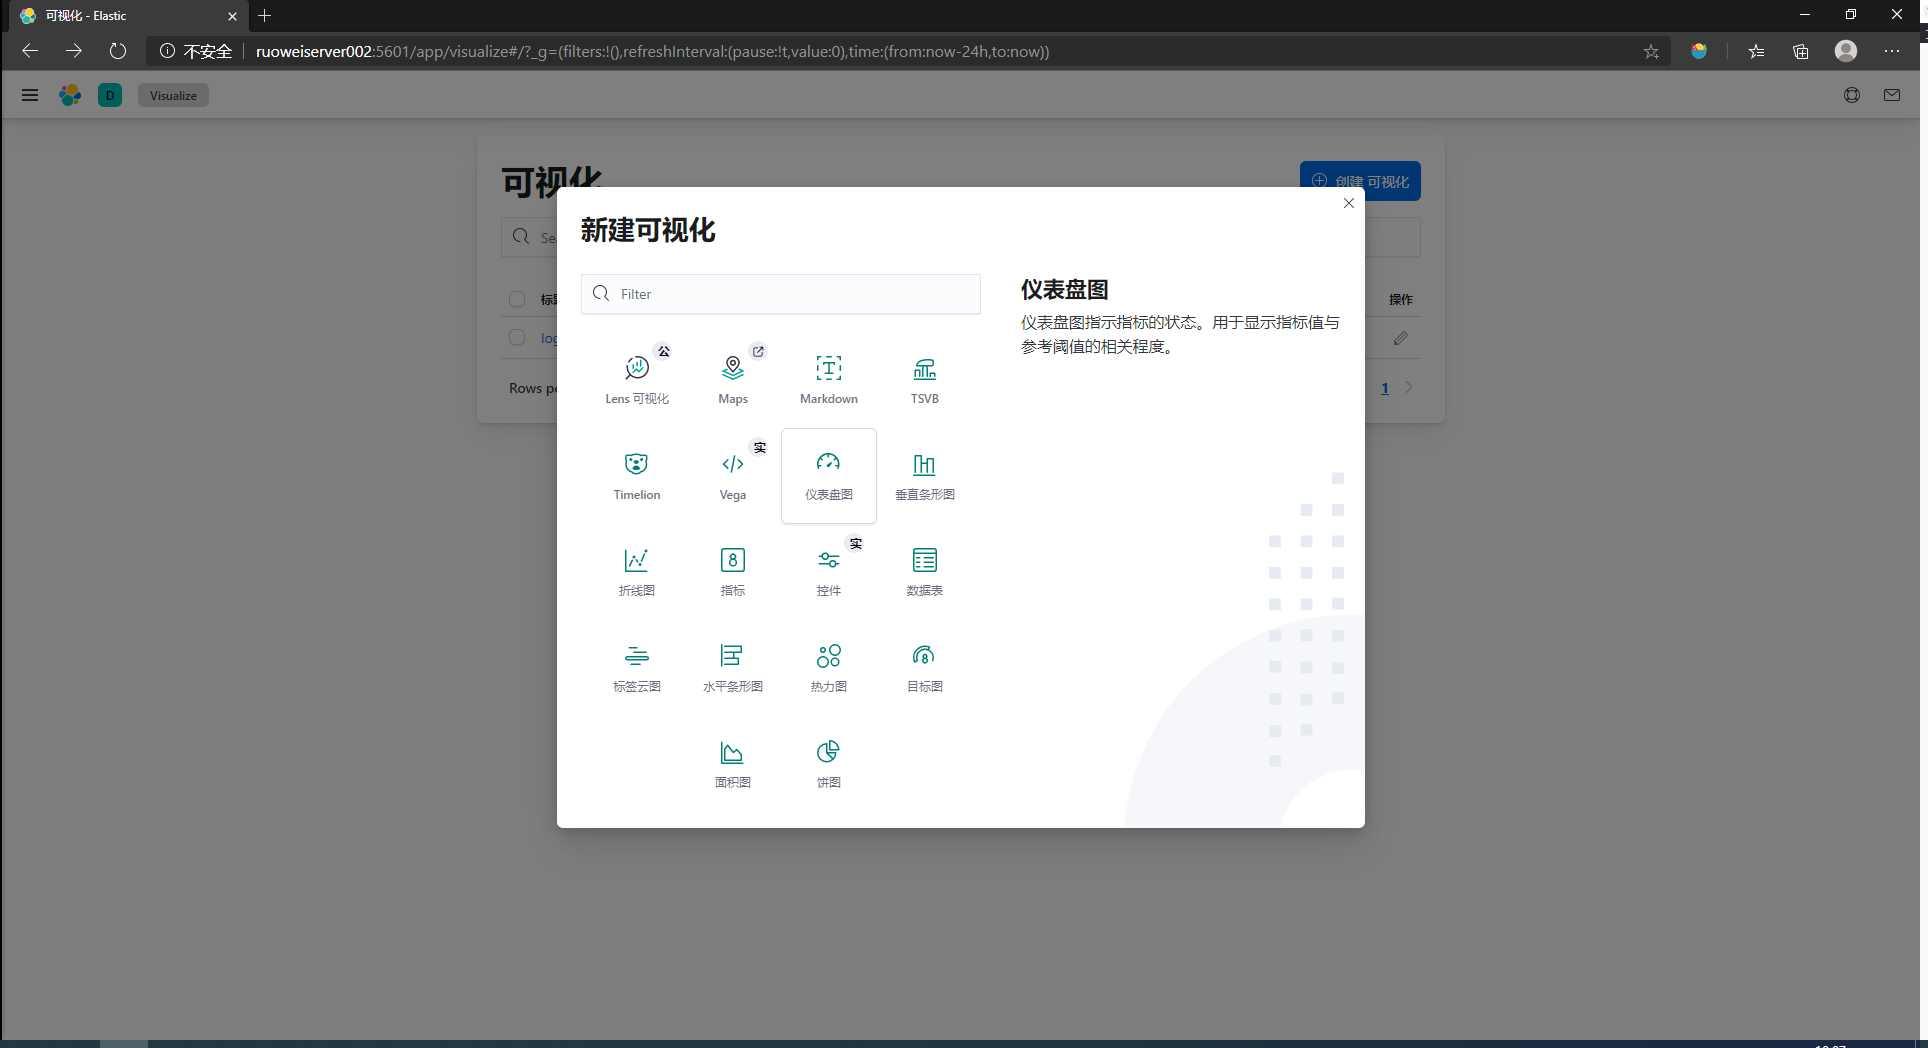 可视化 - Elastic
不安全
ruoweiserver002:5601/app/visualize#/?_g=(filters:!(),refreshInterval:(pause:!t,value:0),time:(from:now-24h,to:now))
D
Visualize
可视化
创建 可视化
新建可视化
Filter
仪表盘图
仪表盘图指示指标的状态。用于显示指标值与
参考阈值的相关程度。
操作
Rows
1
公
Lens 可视化
Maps
Markdown
TSVB
Timelion
实
Vega
仪表盘图
垂直条形图
折线图
指标
实
控件
数据表
标签云图
水平条形图
热力图
目标图
面积图
饼图